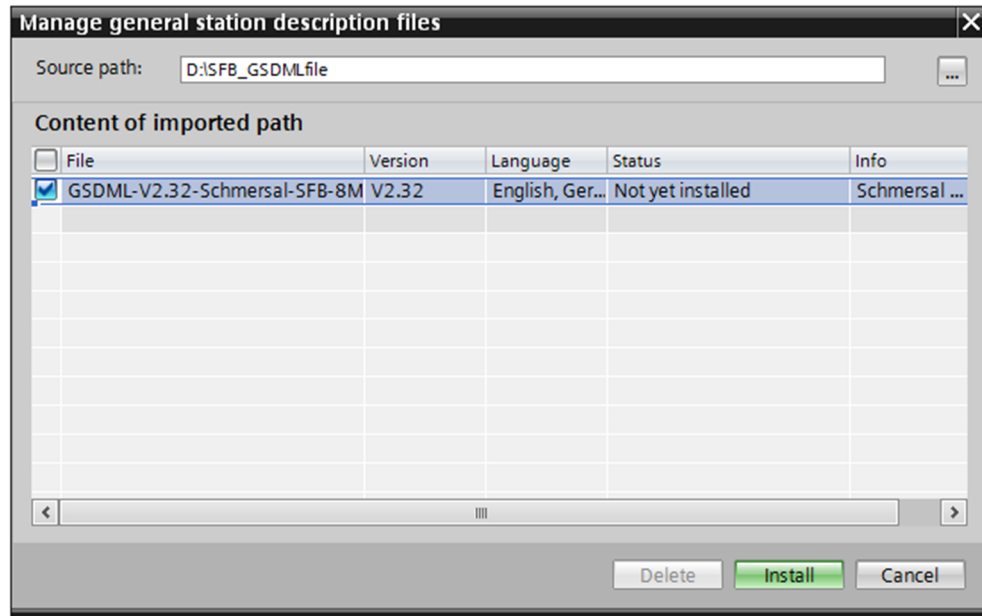 Manage general station description files
Source path: D:\SFB_GSDMLfile ...
Content of imported path
File Version Language Status Info
GSDML-V2.32-Schmersal-SFB-8M V2.32 English, Ger... Not yet installed Schmersal ...
Delete Install Cancel